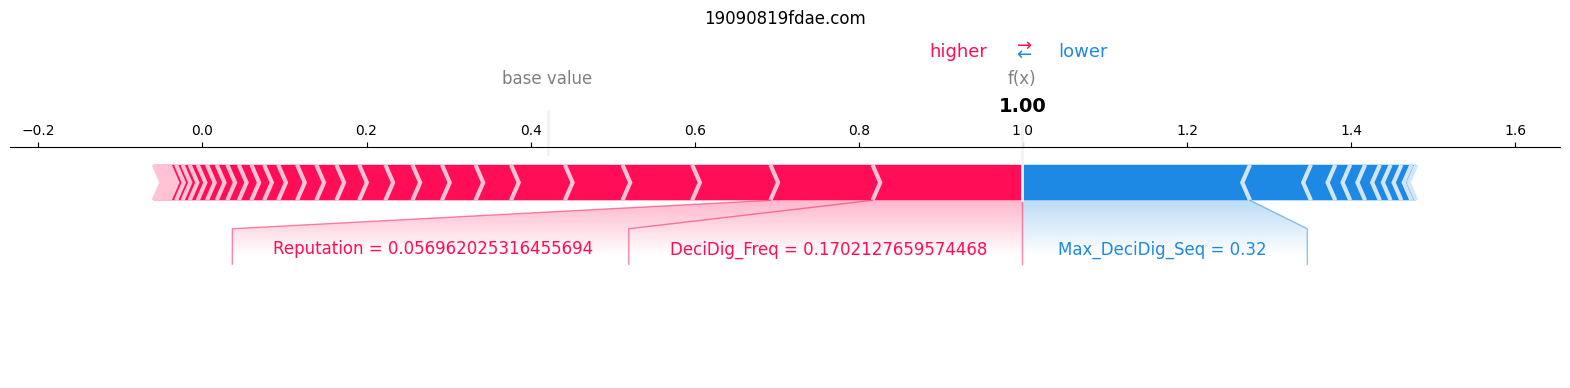 19090819fdae.com
higher ⇄ lower
base value f(x)
1.00
−0.2 0.0 0.2 0.4 0.6 0.8 1.0 1.2 1.4 1.6
Reputation = 0.056962025316455694 DeciDig_Freq = 0.1702127659574468 Max_DeciDig_Seq = 0.32